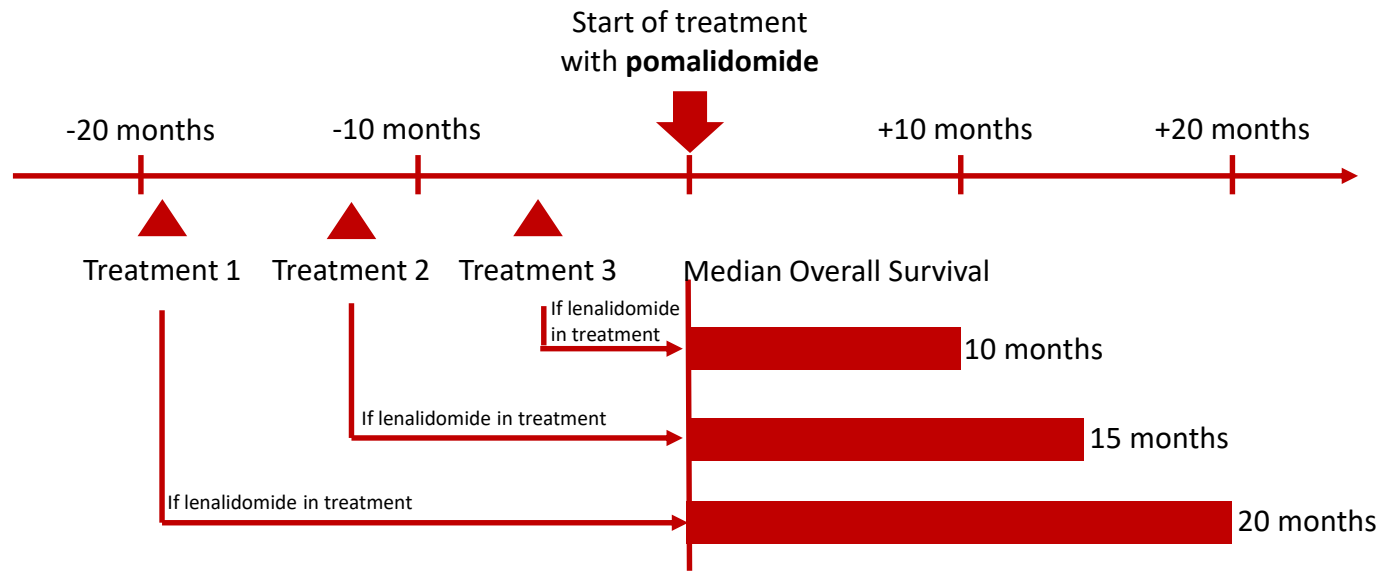 Start of treatment
with pomalidomide
-20 months
-10 months
+10 months
+20 months
Treatment 1
Treatment 2
Treatment 3
Median Overall Survival
If lenalidomide
in treatment
10 months
If lenalidomide in treatment
15 months
If lenalidomide in treatment
20 months